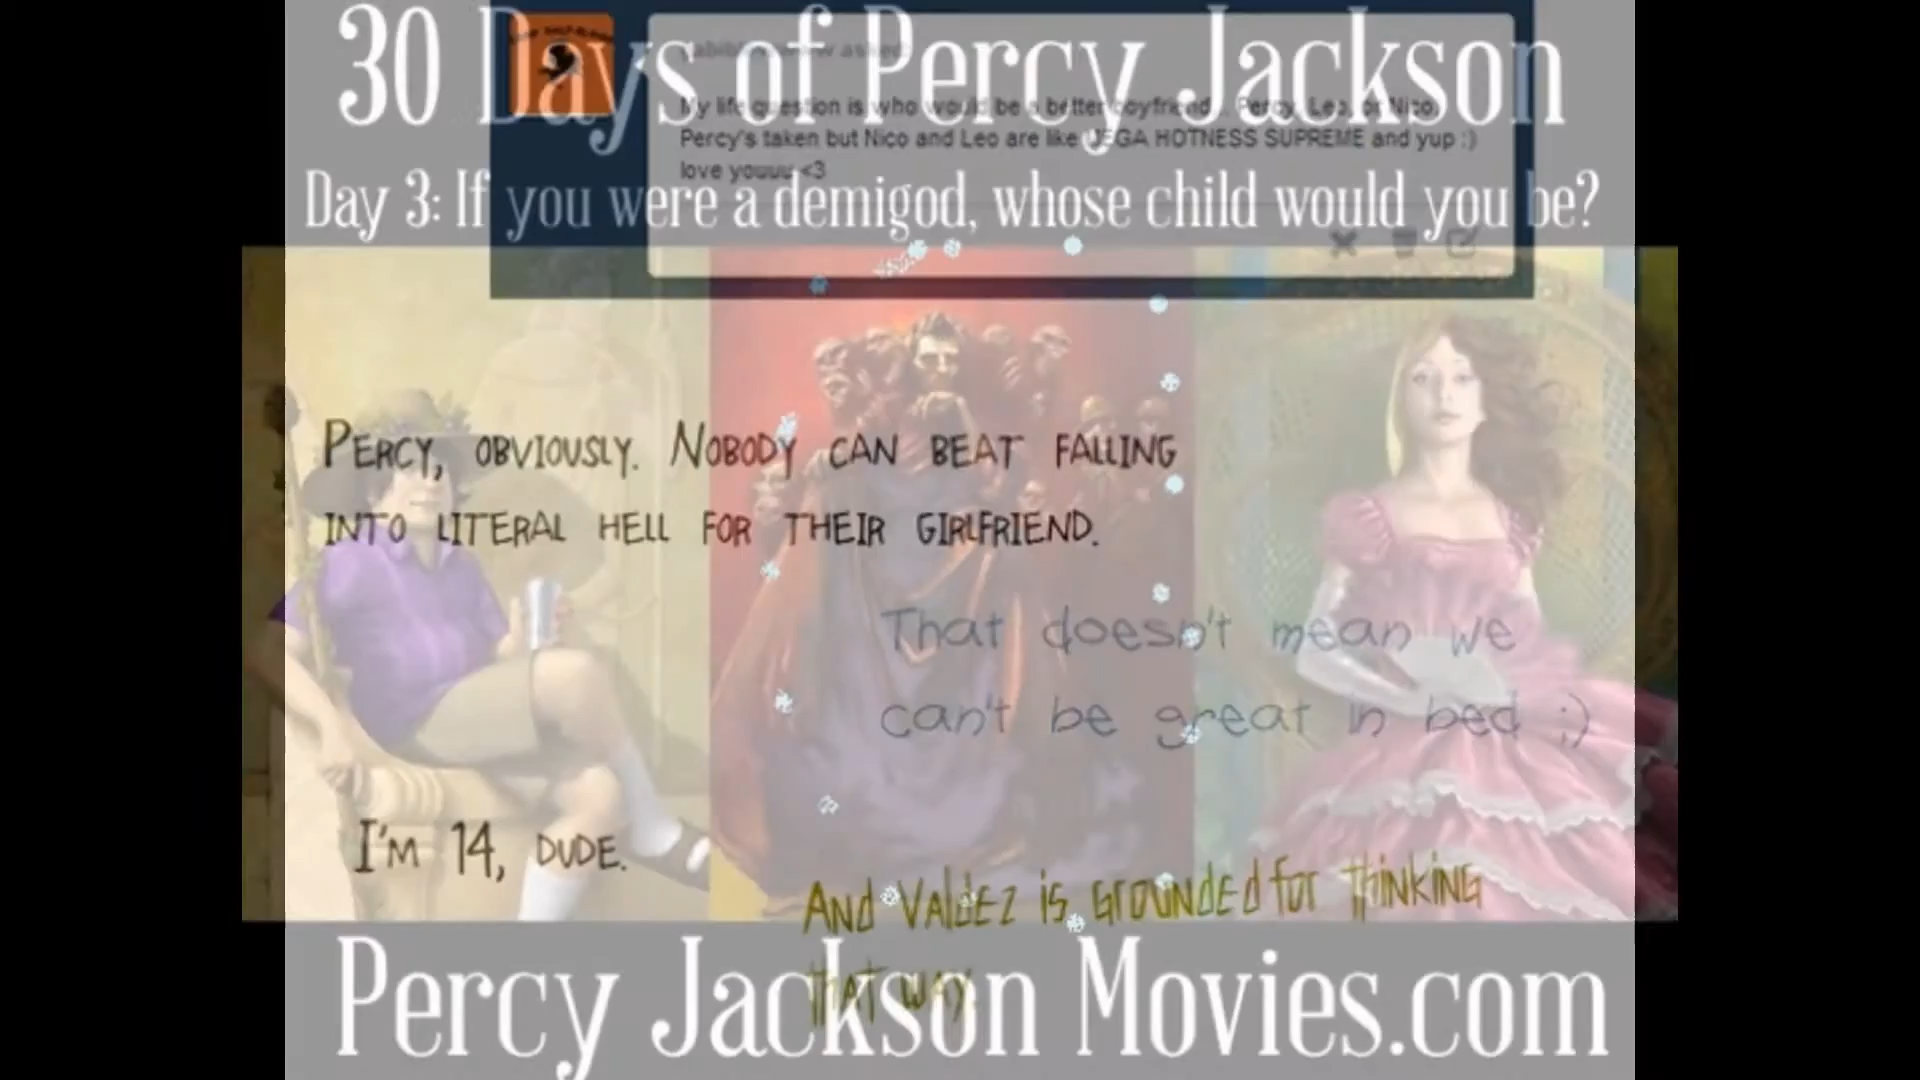 30 Days of Percy Jackson
asked:
My life question is who would be a better boyfriend... Percy, Leo, or Nico.
Percy's taken but Nico and Leo are like MEGA HOTNESS SUPREME and yup :)
love youuu <3
Day 3: If you were a demigod, whose child would you be?
Percy, obviously. Nobody can beat falling
into literal hell for their girlfriend.
That doesn't mean we
can't be great in bed ;)
I'm 14, dude.
And Valdez is grounded for thinking
that way.
Percy Jackson Movies.com